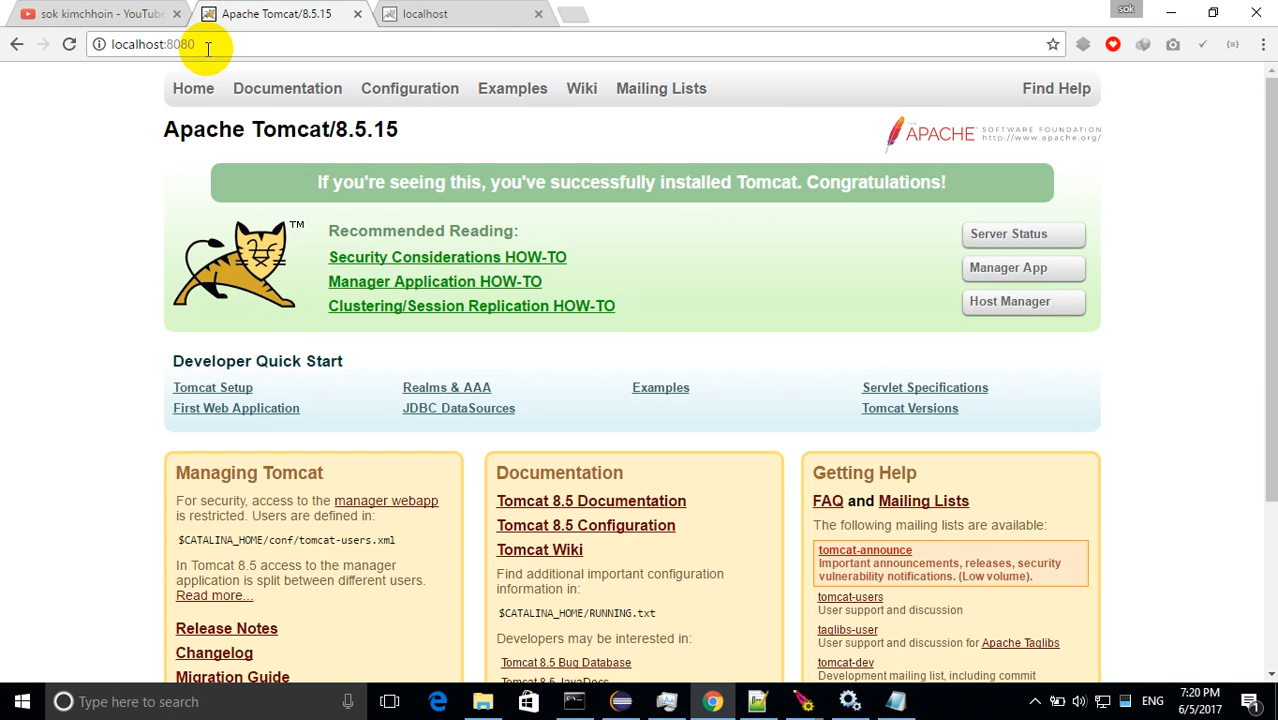 sok kimchhoin - YouTube
Apache Tomcat/8.5.15
localhost
sok
localhost:8080
Home Documentation Configuration Examples Wiki Mailing Lists Find Help
Apache Tomcat/8.5.15
APACHE SOFTWARE FOUNDATION
http://www.apache.org/
If you're seeing this, you've successfully installed Tomcat. Congratulations!
TM
Recommended Reading:
Security Considerations HOW-TO
Manager Application HOW-TO
Clustering/Session Replication HOW-TO
Server Status
Manager App
Host Manager
Developer Quick Start
Tomcat Setup Realms & AAA Examples Servlet Specifications
First Web Application JDBC DataSources Tomcat Versions
Managing Tomcat
For security, access to the manager webapp
is restricted. Users are defined in:
$CATALINA_HOME/conf/tomcat-users.xml
In Tomcat 8.5 access to the manager
application is split between different users.
Read more...
Release Notes
Changelog
Migration Guide
Documentation
Tomcat 8.5 Documentation
Tomcat 8.5 Configuration
Tomcat Wiki
Find additional important configuration
information in:
$CATALINA_HOME/RUNNING.txt
Developers may be interested in:
Tomcat 8.5 Bug Database
Tomcat 8.5 JavaDocs
Getting Help
FAQ and Mailing Lists
The following mailing lists are available:
tomcat-announce
Important announcements, releases, security
vulnerability notifications. (Low volume).
tomcat-users
User support and discussion
taglibs-user
User support and discussion for Apache Taglibs
tomcat-dev
Development mailing list, including commit
Type here to search
ENG
7:20 PM
6/5/2017
1